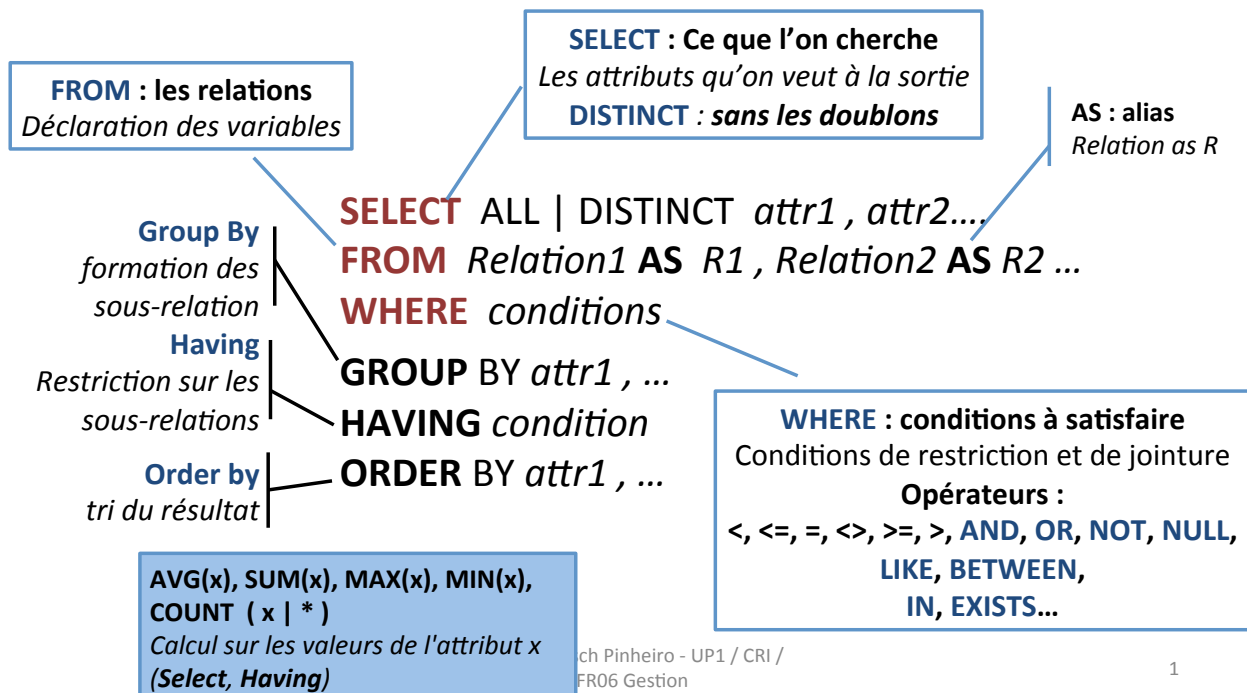 FROM : les relations
Déclaration des variables
SELECT : Ce que l'on cherche
Les attributs qu'on veut à la sortie
DISTINCT : sans les doublons
AS : alias
Relation as R
SELECT ALL | DISTINCT attr1 , attr2….
FROM Relation1 AS R1 , Relation2 AS R2 …
WHERE conditions
GROUP BY attr1 , …
HAVING condition
ORDER BY attr1 , …
Group By
formation des
sous-relation
Having
Restriction sur les
sous-relations
Order by
tri du résultat
WHERE : conditions à satisfaire
Conditions de restriction et de jointure
Opérateurs :
<, <=, =, <>, >=, >, AND, OR, NOT, NULL,
LIKE, BETWEEN,
IN, EXISTS…
AVG(x), SUM(x), MAX(x), MIN(x),
COUNT ( x | * )
Calcul sur les valeurs de l'attribut x
(Select, Having)
Pinheiro - UP1 / CRI /
FR06 Gestion
1